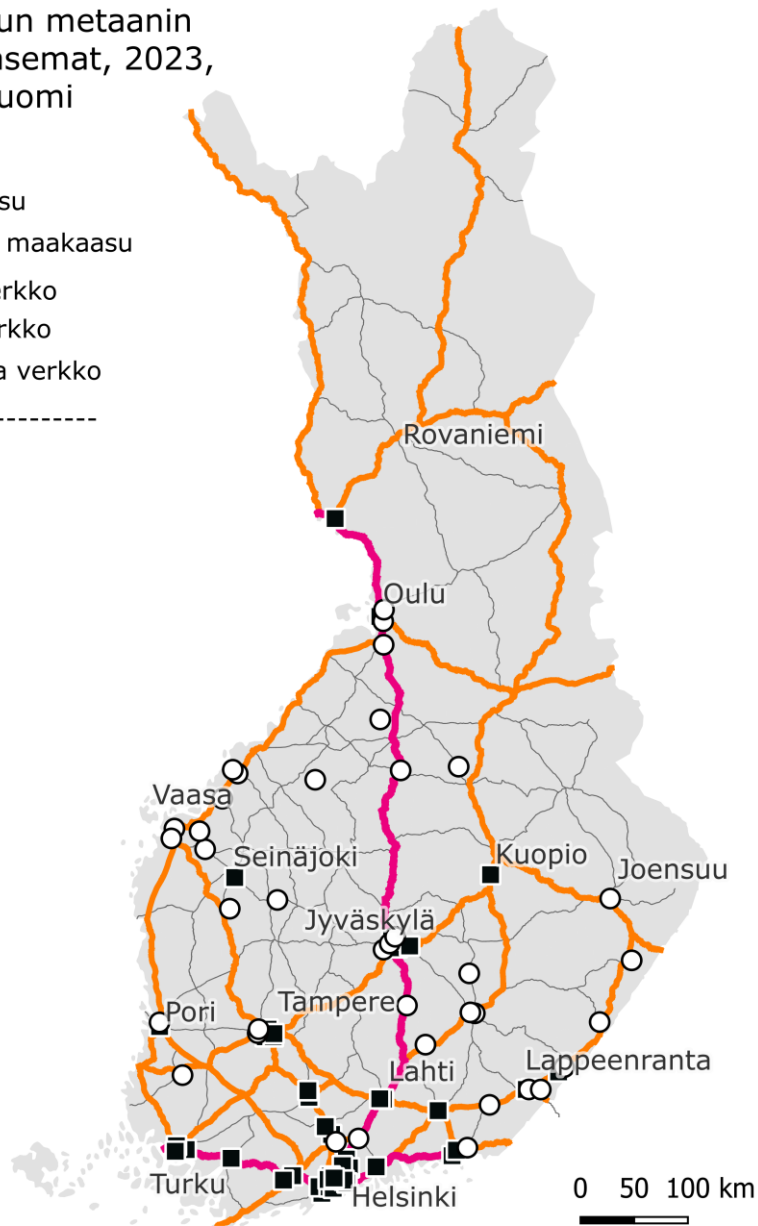 un metaanin
semat, 2023,
uomi
su
maakaasu
erkko
rkko
a verkko
---------
Rovaniemi
Oulu
Vaasa
Seinäjoki
Kuopio
Joensuu
Jyväskylä
Pori
Tampere
Lappeenranta
Lahti
Turku
Helsinki
0 50 100 km